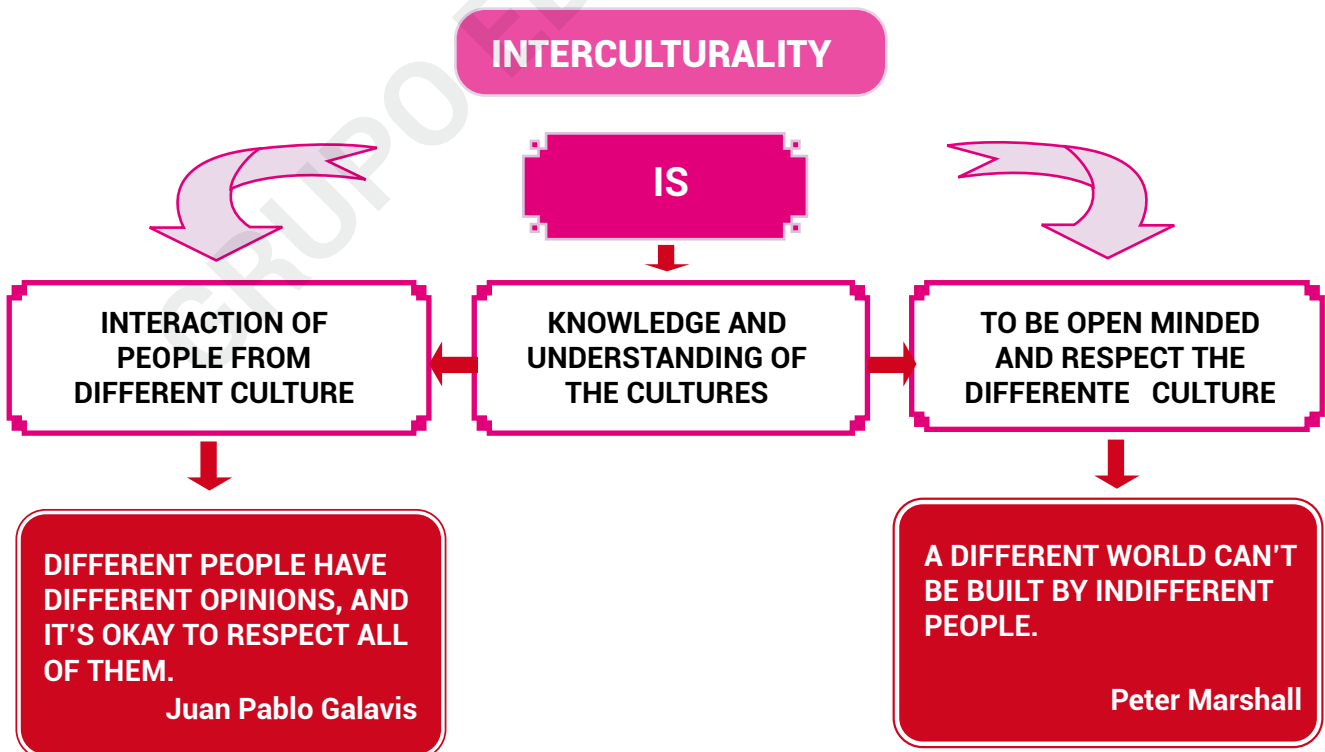 INTERCULTURALITY
IS
INTERACTION OF
PEOPLE FROM
DIFFERENT CULTURE
KNOWLEDGE AND
UNDERSTANDING OF
THE CULTURES
TO BE OPEN MINDED
AND RESPECT THE
DIFFERENTE CULTURE
DIFFERENT PEOPLE HAVE
DIFFERENT OPINIONS, AND
IT'S OKAY TO RESPECT ALL
OF THEM.
Juan Pablo Galavis
A DIFFERENT WORLD CAN'T
BE BUILT BY INDIFFERENT
PEOPLE.
Peter Marshall
GRUPO